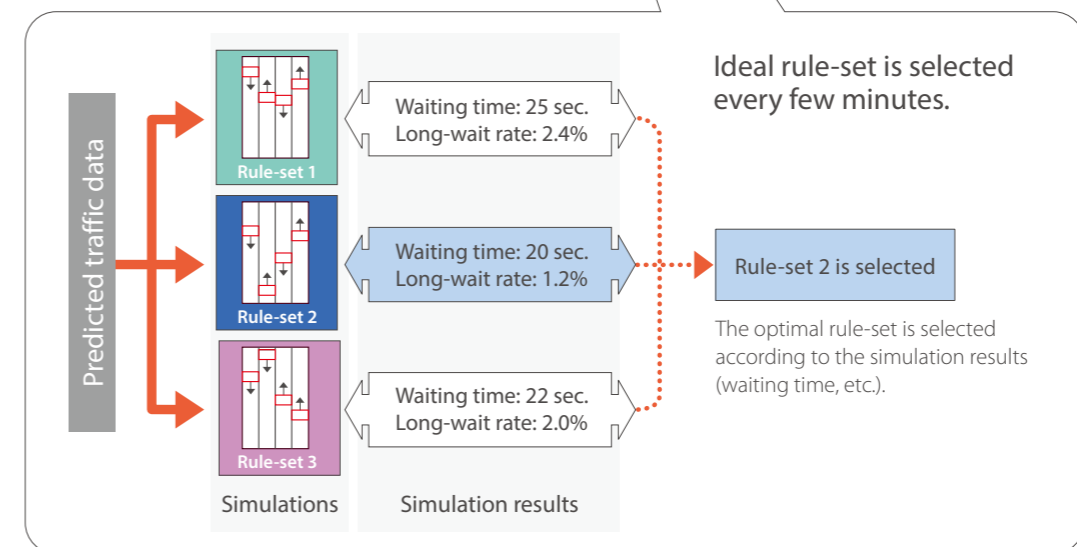 Ideal rule-set is selected
every few minutes.
Predicted traffic data
Rule-set 1
Waiting time: 25 sec.
Long-wait rate: 2.4%
Rule-set 2
Waiting time: 20 sec.
Long-wait rate: 1.2%
Rule-set 2 is selected
The optimal rule-set is selected
according to the simulation results
(waiting time, etc.).
Rule-set 3
Waiting time: 22 sec.
Long-wait rate: 2.0%
Simulations
Simulation results